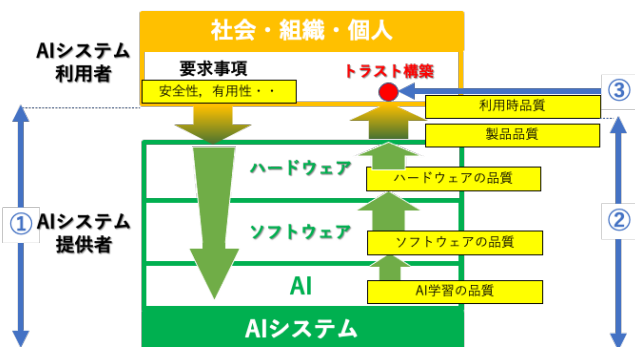 社会・組織・個人
AIシステム
利用者
要求事項
トラスト構築
安全性，有用性・・
③
利用時品質
製品品質
ハードウェア
ハードウェアの品質
①
AIシステム
提供者
ソフトウェア
ソフトウェアの品質
②
AI
AI学習の品質
AIシステム